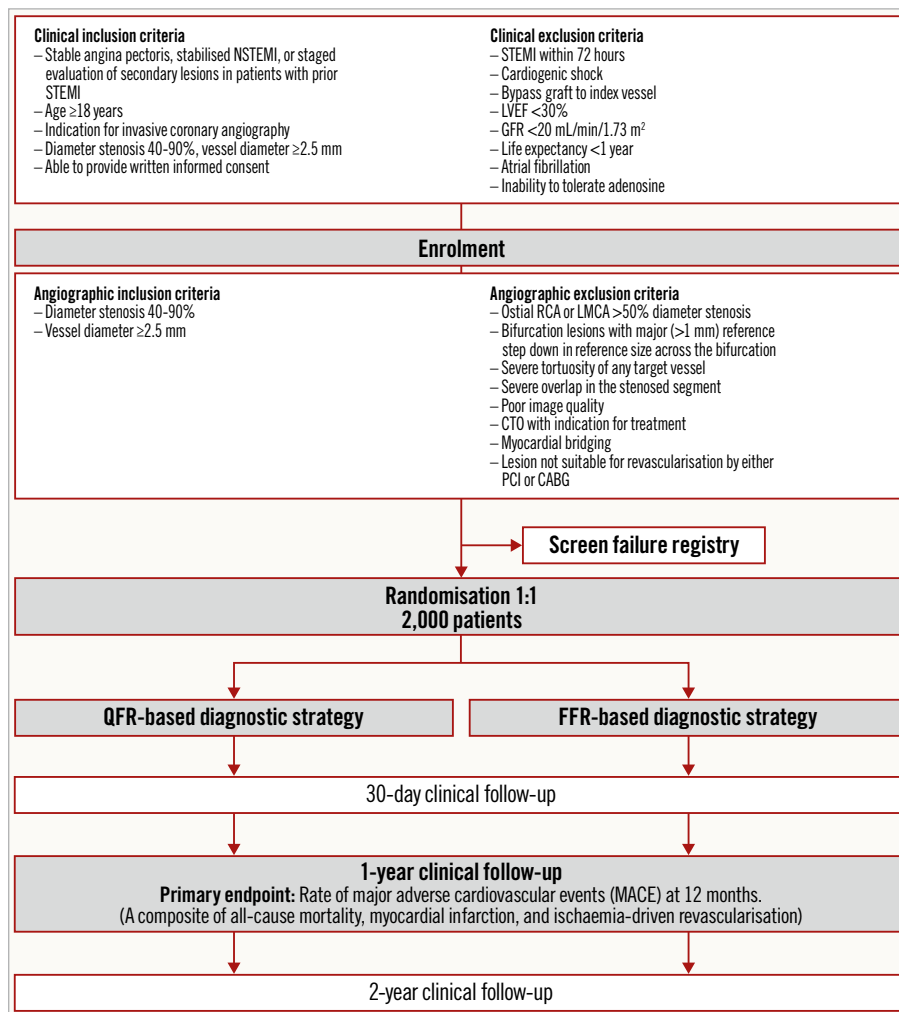 Clinical inclusion criteria
– Stable angina pectoris, stabilised NSTEMI, or staged
evaluation of secondary lesions in patients with prior
STEMI
– Age ≥18 years
– Indication for invasive coronary angiography
– Diameter stenosis 40-90%, vessel diameter ≥2.5 mm
– Able to provide written informed consent
Clinical exclusion criteria
– STEMI within 72 hours
– Cardiogenic shock
– Bypass graft to index vessel
– LVEF <30%
– GFR <20 mL/min/1.73 m²
– Life expectancy <1 year
– Atrial fibrillation
– Inability to tolerate adenosine
Enrolment
Angiographic inclusion criteria
– Diameter stenosis 40-90%
– Vessel diameter ≥2.5 mm
Angiographic exclusion criteria
– Ostial RCA or LMCA >50% diameter stenosis
– Bifurcation lesions with major (>1 mm) reference
step down in reference size across the bifurcation
– Severe tortuosity of any target vessel
– Severe overlap in the stenosed segment
– Poor image quality
– CTO with indication for treatment
– Myocardial bridging
– Lesion not suitable for revascularisation by either
PCI or CABG
Screen failure registry
Randomisation 1:1
2,000 patients
QFR-based diagnostic strategy
FFR-based diagnostic strategy
30-day clinical follow-up
1-year clinical follow-up
Primary endpoint: Rate of major adverse cardiovascular events (MACE) at 12 months.
(A composite of all-cause mortality, myocardial infarction, and ischaemia-driven revascularisation)
2-year clinical follow-up